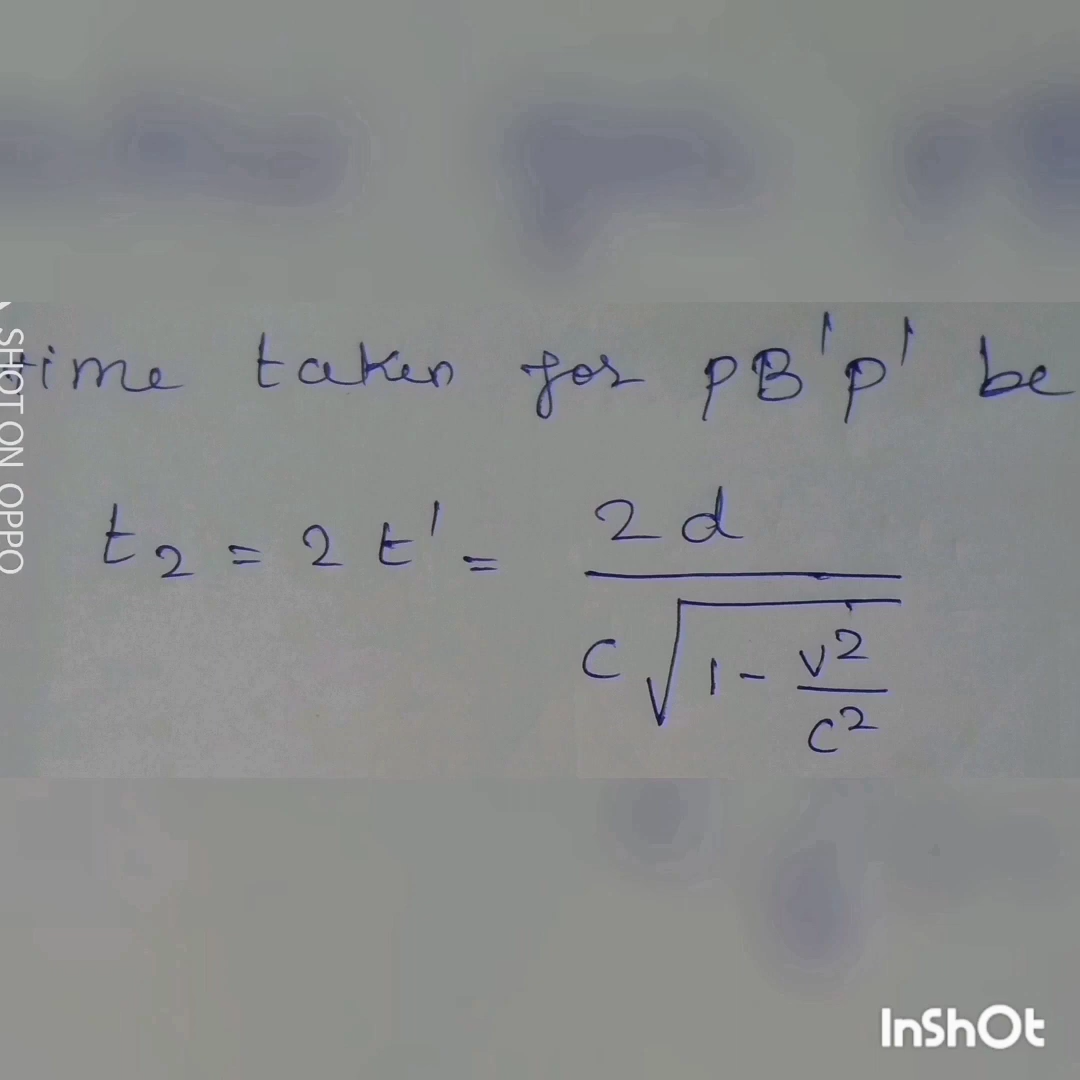 time taken for PB'P' be
t₂ = 2t' = 2d / c√(1 - v²/c²)
SHOT ON OPPO
InShOt